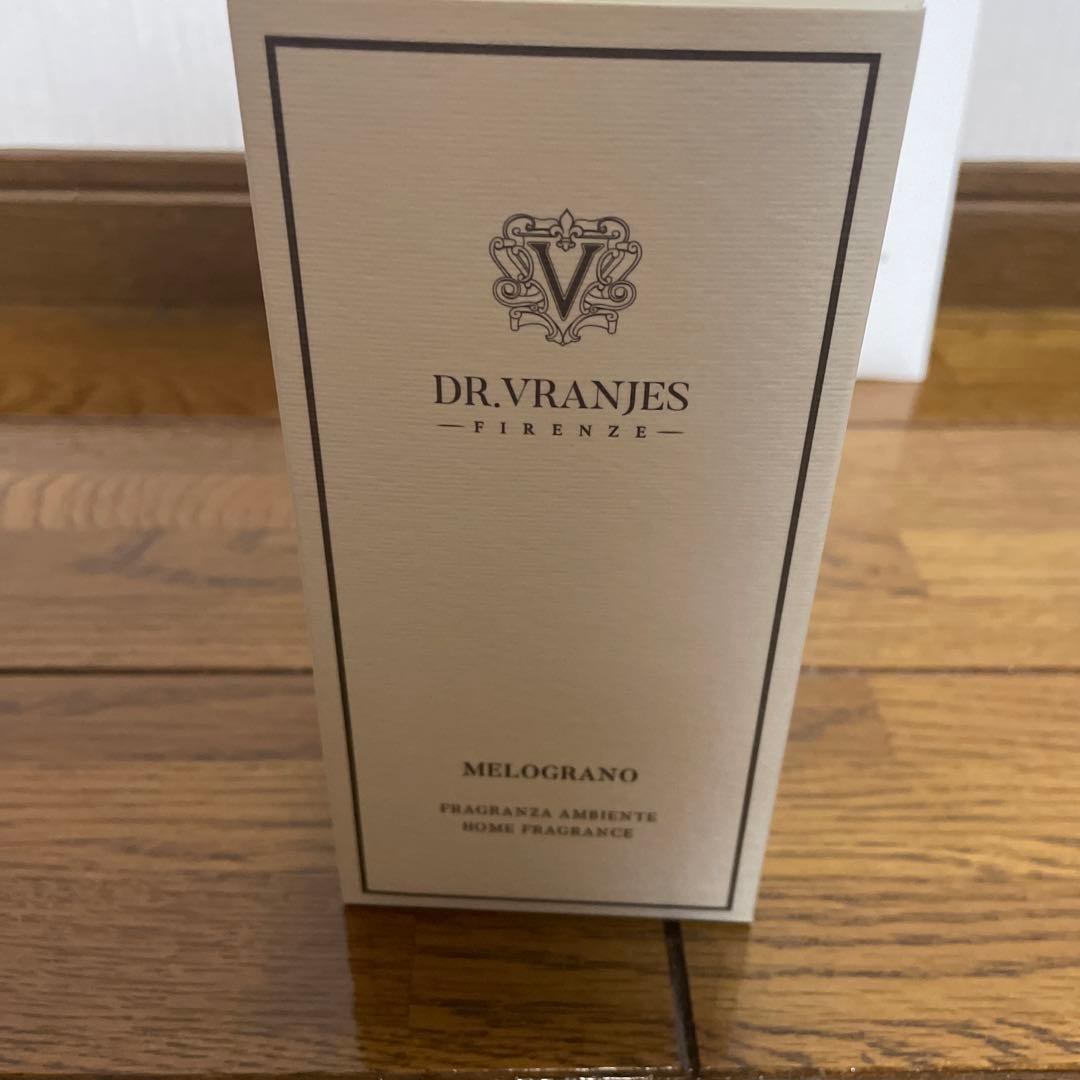 V
DR.VRANJES
FIRENZE
MELOGRANO
FRAGRANZA AMBIENTE
HOME FRAGRANCE